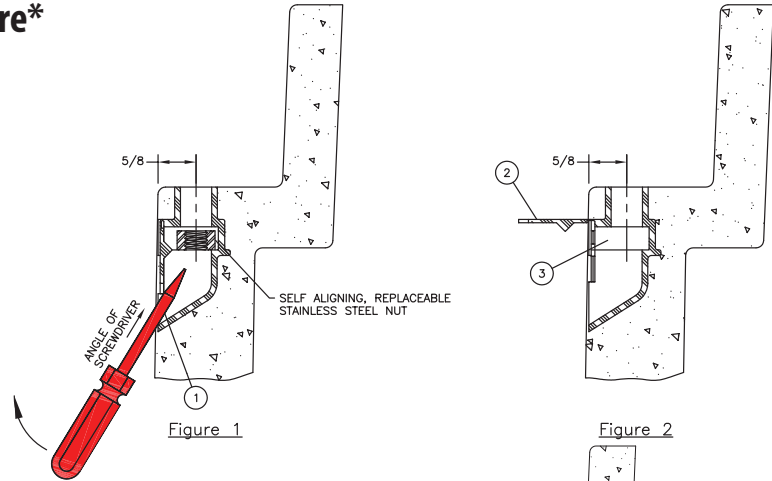 re*
5/8
5/8
2
3
SELF ALIGNING, REPLACEABLE
STAINLESS STEEL NUT
ANGLE OF
SCREWDRIVER
1
Figure 1
Figure 2